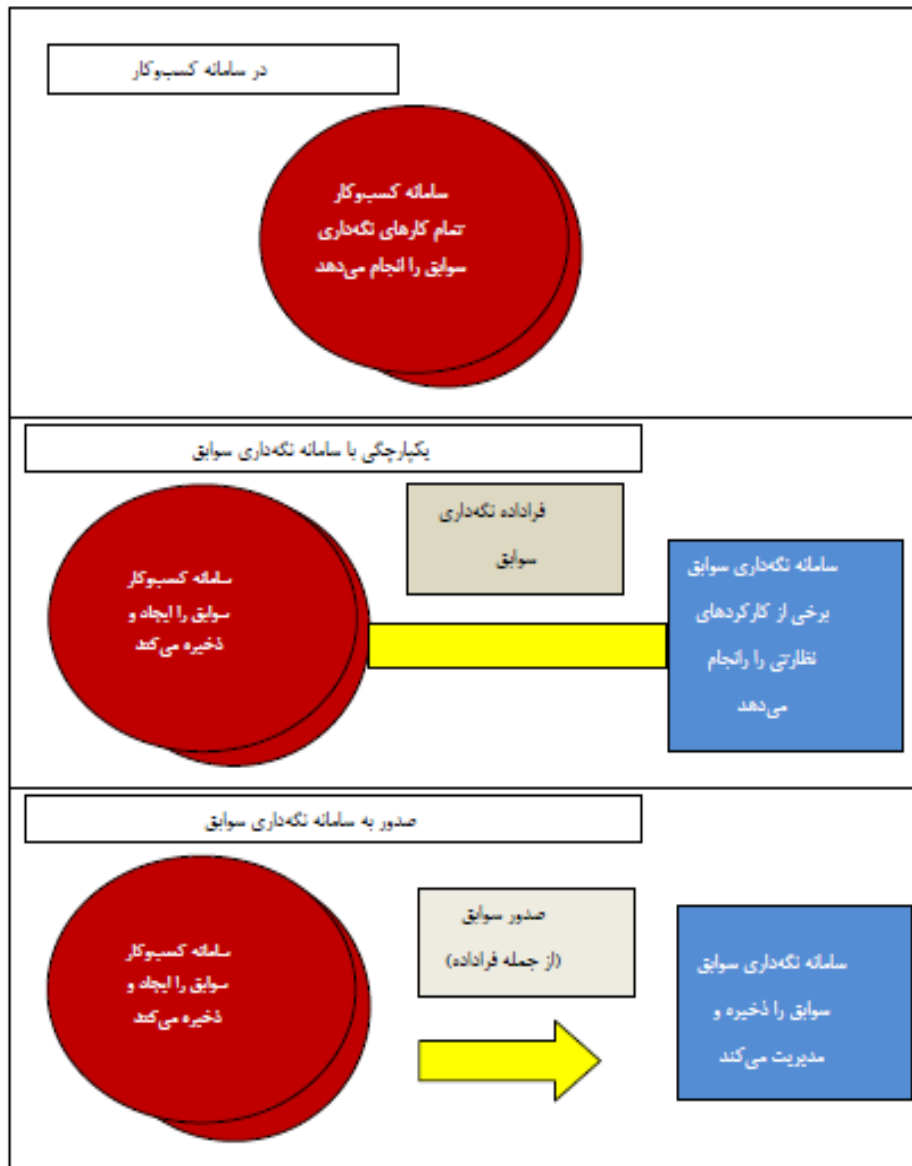 در سامانه کسب‌وکار
سامانه کسب‌وکار
تمام کارهای نگه‌داری
سوابق را انجام می‌دهد
یکپارچگی با سامانه نگه‌داری سوابق
فراداده نگه‌داری
سوابق
سامانه کسب‌وکار
سوابق را ایجاد و
ذخیره می‌کند
سامانه نگه‌داری سوابق
برخی از کارکردهای
نظارتی را رانجام
می‌دهد
صدور به سامانه نگه‌داری سوابق
صدور سوابق
(از جمله فراداده)
سامانه کسب‌وکار
سوابق را ایجاد و
ذخیره می‌کند
سامانه نگه‌داری سوابق
سوابق را ذخیره و
مدیریت می‌کند